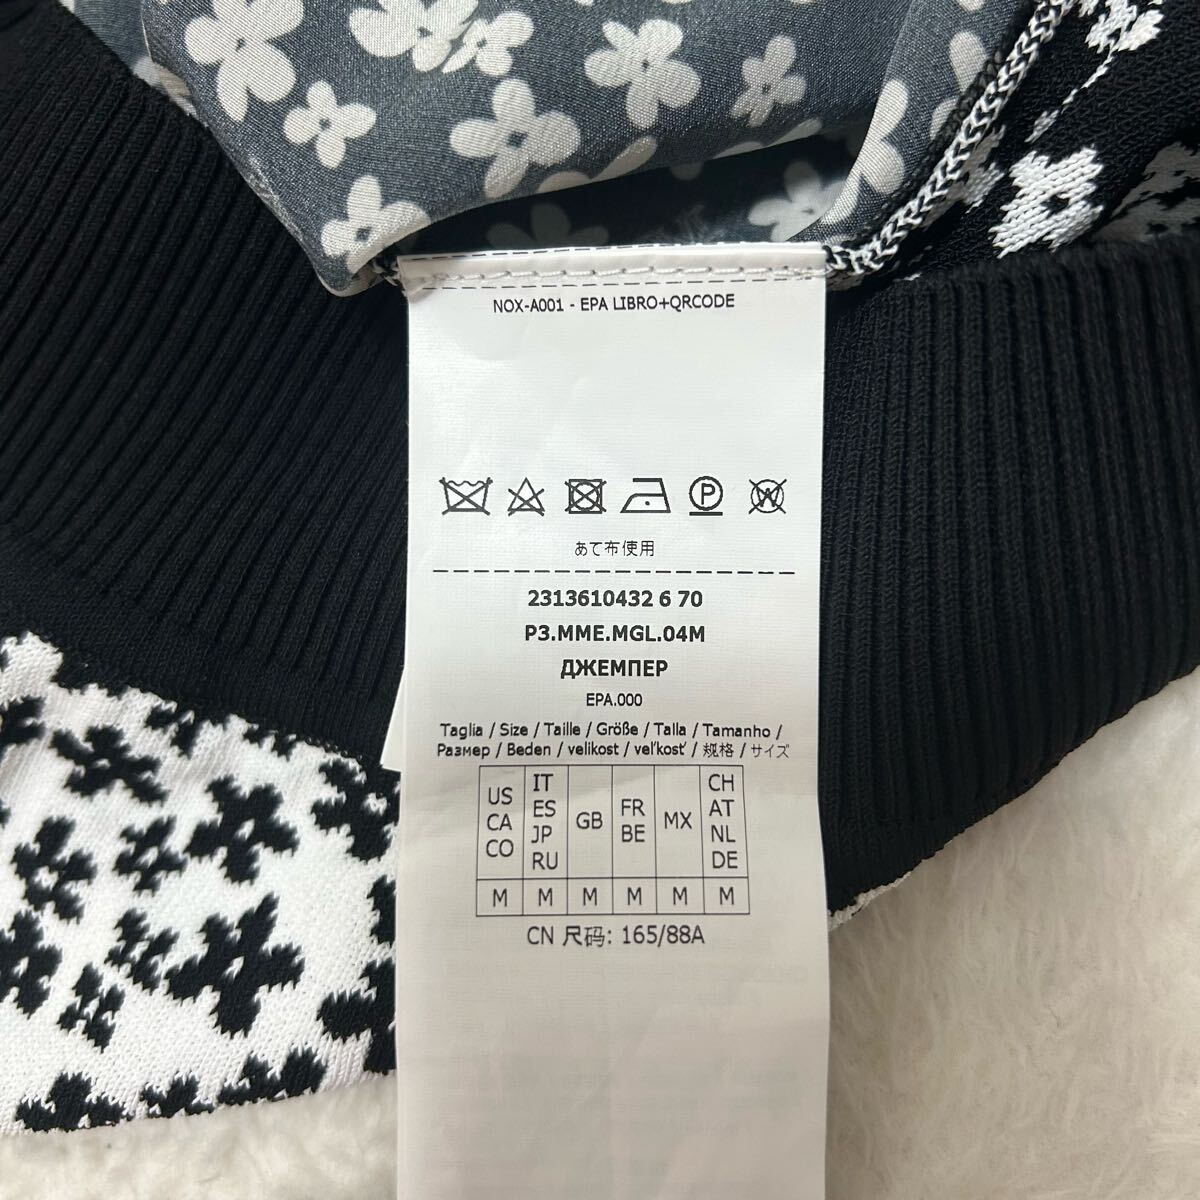 NOX-A001 - EPA LIBRO+QRCODE
P W
あて布使用
2313610432 6 70
P3.MME.MGL.04M
ДЖЕМПЕР
EPA.000
Taglia / Size / Taille / Größe / Talla / Tamanho /
Размер / Beden / velikost / veľkosť / 规格 / サイズ
US CA CO
IT ES JP RU
GB
FR BE
MX
CH AT NL DE
M M M M M M
CN 尺码: 165/88A